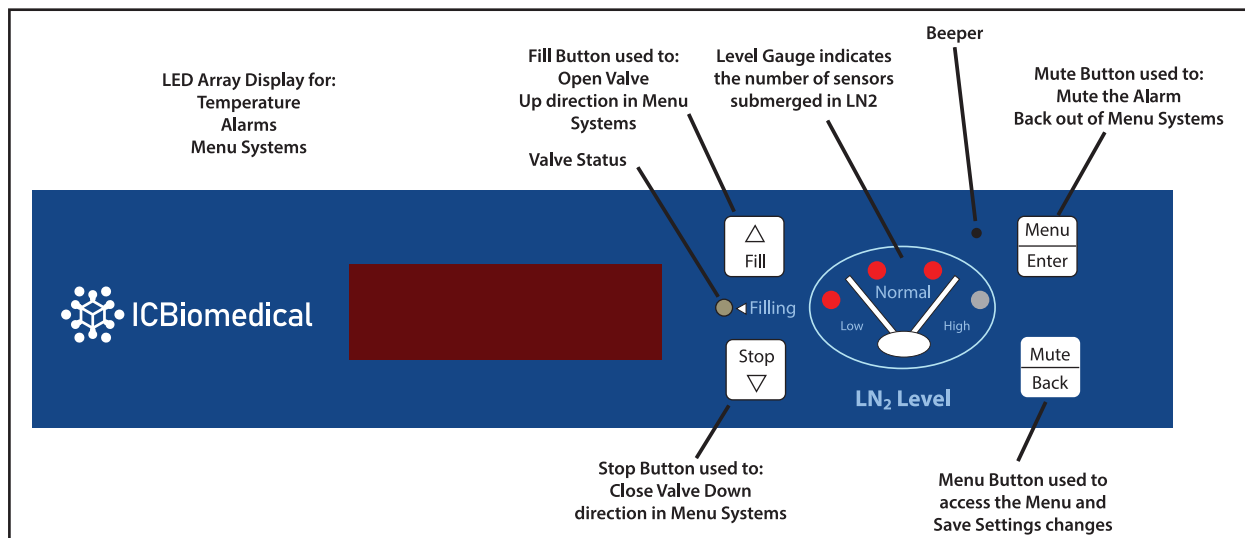 LED Array Display for:
Temperature
Alarms
Menu Systems
Fill Button used to:
Open Valve
Up direction in Menu
Systems
Valve Status
Level Gauge indicates
the number of sensors
submerged in LN2
Beeper
Mute Button used to:
Mute the Alarm
Back out of Menu Systems
ICBiomedical
△
Fill
◄ Filling
Stop
▽
Normal
Low
High
LN₂ Level
Menu
Enter
Mute
Back
Stop Button used to:
Close Valve Down
direction in Menu Systems
Menu Button used to
access the Menu and
Save Settings changes